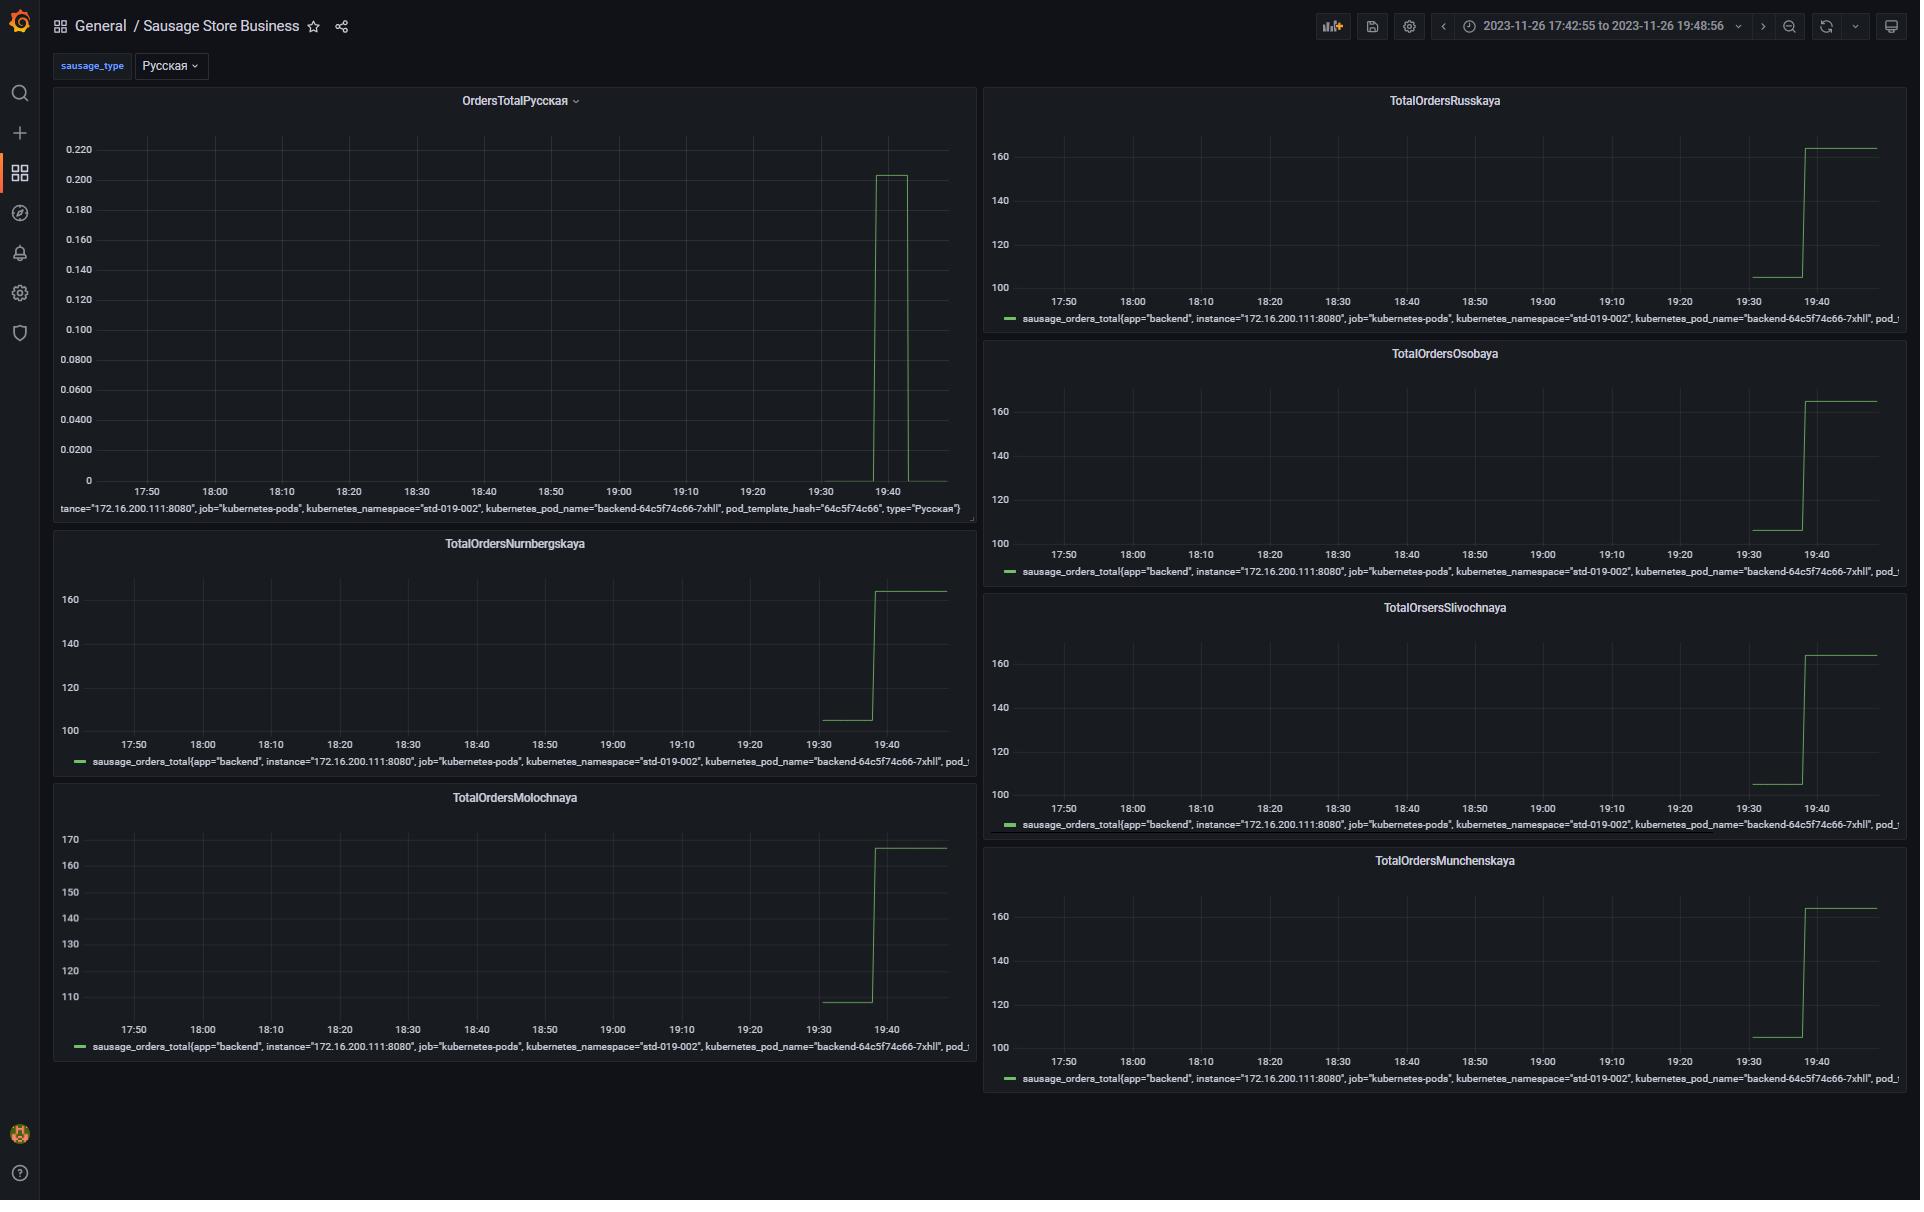 General / Sausage Store Business
2023-11-26 17:42:55 to 2023-11-26 19:48:56
sausage_type Русская
OrdersTotalРусская
0.220
0.200
0.180
0.160
0.140
0.120
0.100
0.0800
0.0600
0.0400
0.0200
0
17:50 18:00 18:10 18:20 18:30 18:40 18:50 19:00 19:10 19:20 19:30 19:40
tance="172.16.200.111:8080", job="kubernetes-pods", kubernetes_namespace="std-019-002", kubernetes_pod_name="backend-64c5f74c66-7xhll", pod_template_hash="64c5f74c66", type="Русская"}
TotalOrdersRusskaya
160
140
120
100
17:50 18:00 18:10 18:20 18:30 18:40 18:50 19:00 19:10 19:20 19:30 19:40
sausage_orders_total{app="backend", instance="172.16.200.111:8080", job="kubernetes-pods", kubernetes_namespace="std-019-002", kubernetes_pod_name="backend-64c5f74c66-7xhll", pod_
TotalOrdersOsobaya
160
140
120
100
17:50 18:00 18:10 18:20 18:30 18:40 18:50 19:00 19:10 19:20 19:30 19:40
sausage_orders_total{app="backend", instance="172.16.200.111:8080", job="kubernetes-pods", kubernetes_namespace="std-019-002", kubernetes_pod_name="backend-64c5f74c66-7xhll", pod_
TotalOrdersNurnbergskaya
160
140
120
100
17:50 18:00 18:10 18:20 18:30 18:40 18:50 19:00 19:10 19:20 19:30 19:40
sausage_orders_total{app="backend", instance="172.16.200.111:8080", job="kubernetes-pods", kubernetes_namespace="std-019-002", kubernetes_pod_name="backend-64c5f74c66-7xhll", pod_
TotalOrsersSlivochnaya
160
140
120
100
17:50 18:00 18:10 18:20 18:30 18:40 18:50 19:00 19:10 19:20 19:30 19:40
sausage_orders_total{app="backend", instance="172.16.200.111:8080", job="kubernetes-pods", kubernetes_namespace="std-019-002", kubernetes_pod_name="backend-64c5f74c66-7xhll", pod_
TotalOrdersMolochnaya
170
160
150
140
130
120
110
17:50 18:00 18:10 18:20 18:30 18:40 18:50 19:00 19:10 19:20 19:30 19:40
sausage_orders_total{app="backend", instance="172.16.200.111:8080", job="kubernetes-pods", kubernetes_namespace="std-019-002", kubernetes_pod_name="backend-64c5f74c66-7xhll", pod_
TotalOrdersMunchenskaya
160
140
120
100
17:50 18:00 18:10 18:20 18:30 18:40 18:50 19:00 19:10 19:20 19:30 19:40
sausage_orders_total{app="backend", instance="172.16.200.111:8080", job="kubernetes-pods", kubernetes_namespace="std-019-002", kubernetes_pod_name="backend-64c5f74c66-7xhll", pod_